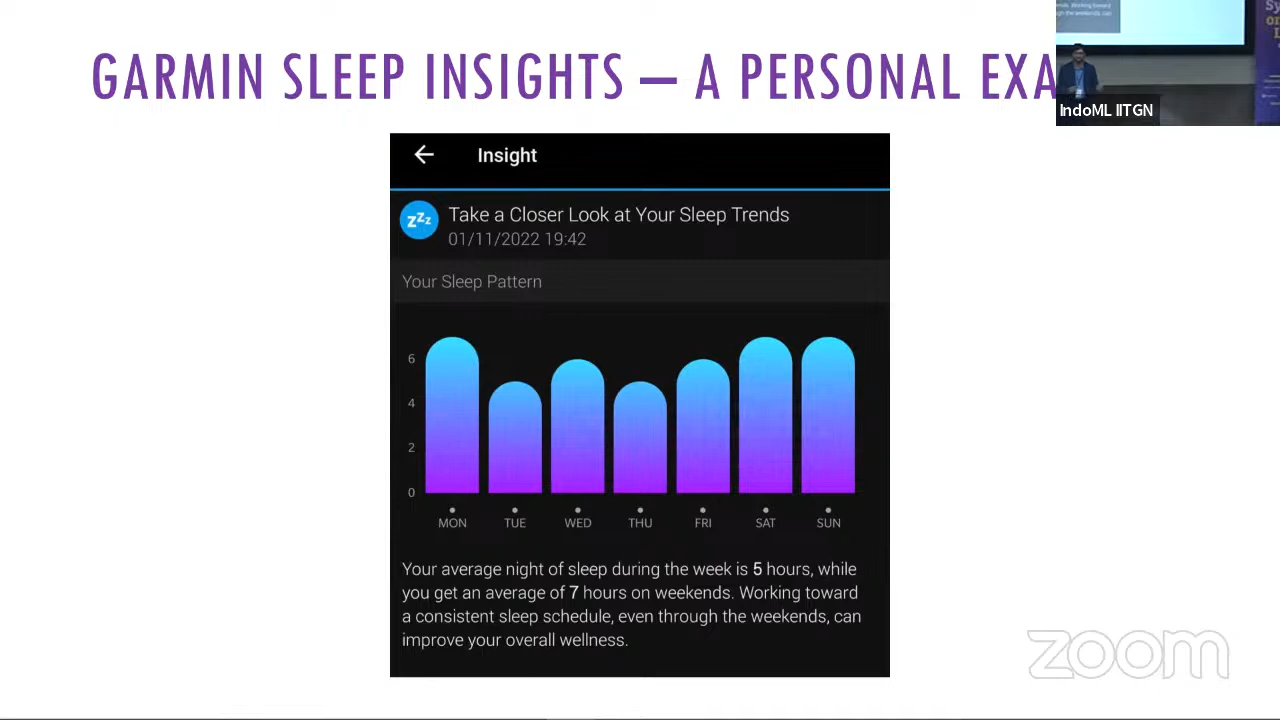 GARMIN SLEEP INSIGHTS – A PERSONAL EXA
IndoML IITGN
← Insight
zzz
Take a Closer Look at Your Sleep Trends
01/11/2022 19:42
Your Sleep Pattern
6
4
2
0
MON TUE WED THU FRI SAT SUN
Your average night of sleep during the week is 5 hours, while
you get an average of 7 hours on weekends. Working toward
a consistent sleep schedule, even through the weekends, can
improve your overall wellness.
zoom